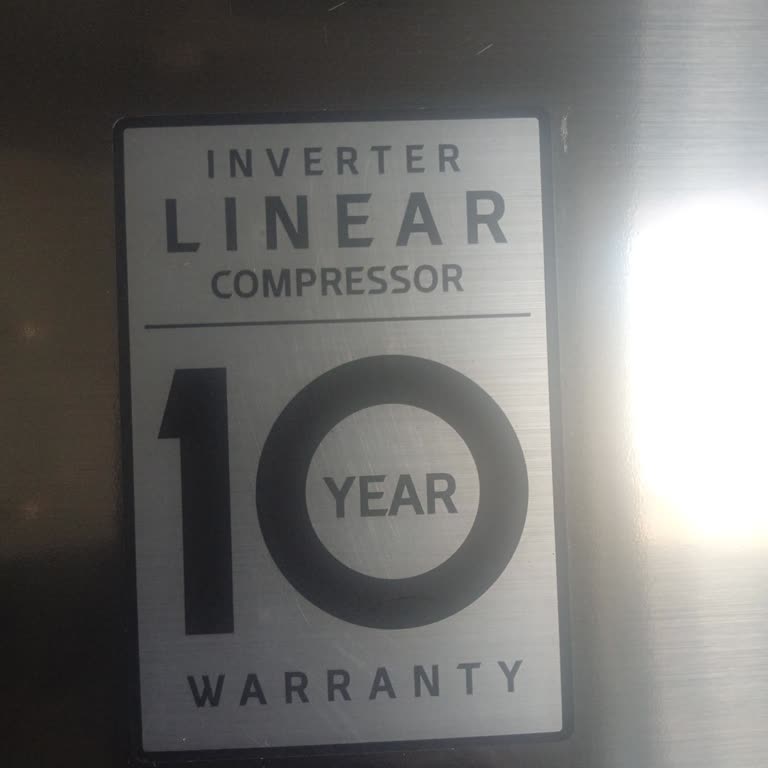 INVERTER
LINEAR
COMPRESSOR
10
YEAR
WARRANTY